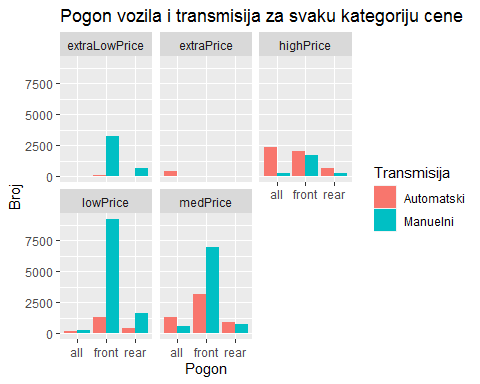 Pogon vozila i transmisija za svaku kategoriju cene
extraLowPrice extraPrice highPrice
7500
5000
2500
0
all front rear
Broj
lowPrice medPrice
7500
5000
2500
0
all front rear all front rear
Pogon
Transmisija
Automatski
Manuelni